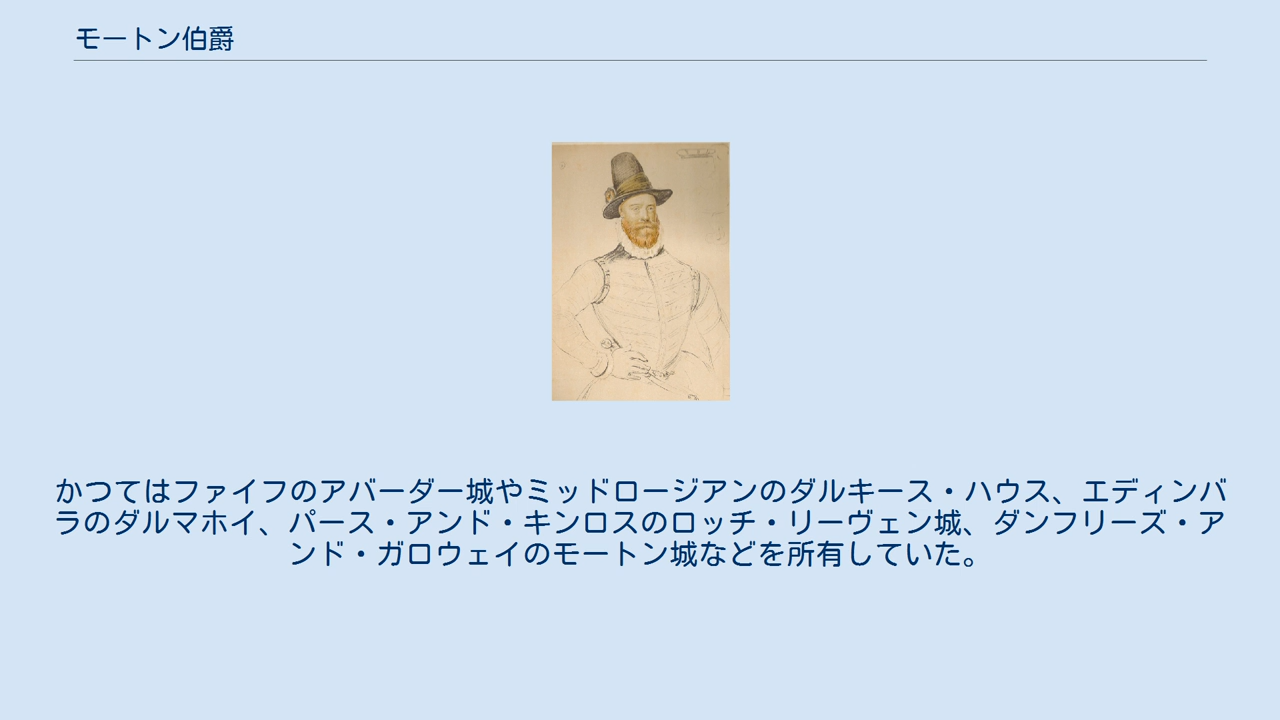 モートン伯爵
かつてはファイフのアバーダー城やミッドロージアンのダルキース・ハウス、エディンバ
ラのダルマホイ、パース・アンド・キンロスのロッチ・リーヴェン城、ダンフリーズ・ア
ンド・ガロウェイのモートン城などを所有していた。